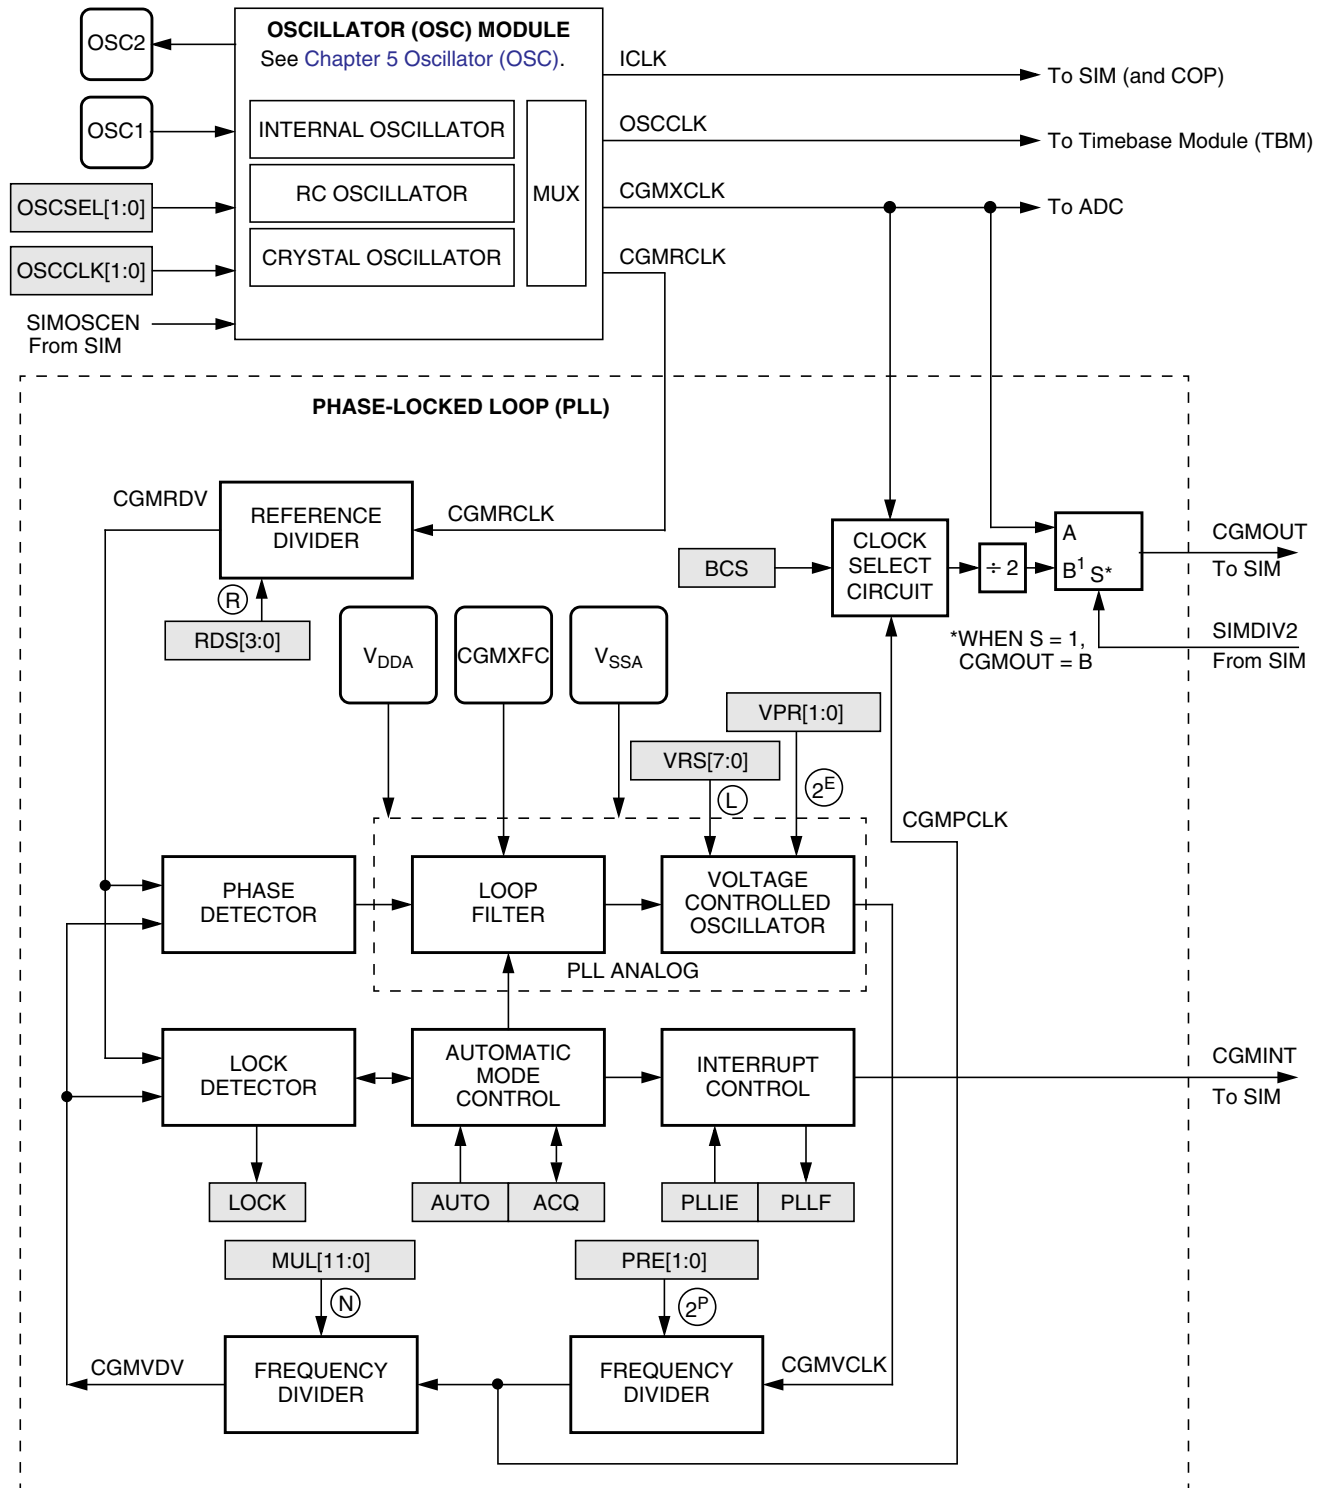 OSC2
OSCILLATOR (OSC) MODULE
See Chapter 5 Oscillator (OSC).
ICLK
To SIM (and COP)
OSC1
INTERNAL OSCILLATOR
OSCCLK
To Timebase Module (TBM)
OSCSEL[1:0]
RC OSCILLATOR
MUX
CGMXCLK
To ADC
OSCCLK[1:0]
CRYSTAL OSCILLATOR
CGMRCLK
SIMOSCEN
From SIM
PHASE-LOCKED LOOP (PLL)
CGMRDV
REFERENCE
DIVIDER
CGMRCLK
R
RDS[3:0]
BCS
CLOCK
SELECT
CIRCUIT
÷ 2
A
B1 S*
CGMOUT
To SIM
*WHEN S = 1,
CGMOUT = B
SIMDIV2
From SIM
VDDA
CGMXFC
VSSA
VPR[1:0]
VRS[7:0]
L
2E
CGMPCLK
PHASE
DETECTOR
LOOP
FILTER
VOLTAGE
CONTROLLED
OSCILLATOR
PLL ANALOG
LOCK
DETECTOR
AUTOMATIC
MODE
CONTROL
INTERRUPT
CONTROL
CGMINT
To SIM
LOCK
AUTO
ACQ
PLLIE
PLLF
MUL[11:0]
N
PRE[1:0]
2P
CGMVDV
FREQUENCY
DIVIDER
FREQUENCY
DIVIDER
CGMVCLK